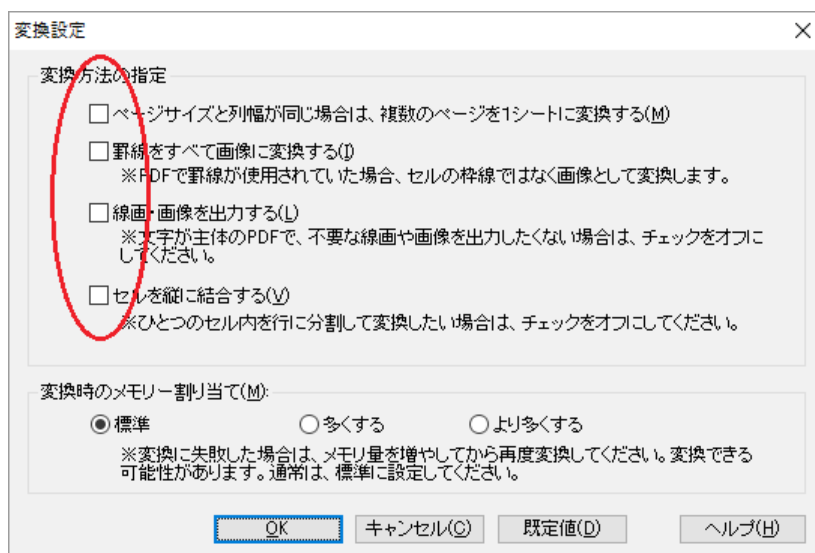 変換設定
変換方法の指定
ページサイズと列幅が同じ場合は、複数のページを1シートに変換する(M)
罫線をすべて画像に変換する(I)
※PDFで罫線が使用されていた場合、セルの枠線ではなく画像として変換します。
線画・画像を出力する(L)
※文字が主体のPDFで、不要な線画や画像を出力したくない場合は、チェックをオフに
してください。
セルを縦に結合する(V)
※ひとつのセル内を行に分割して変換したい場合は、チェックをオフにしてください。
変換時のメモリー割り当て(M):
標準 多くする より多くする
※変換に失敗した場合は、メモリ量を増やしてから再度変換してください。変換できる
可能性があります。通常は、標準に設定してください。
OK キャンセル(C) 既定値(D) ヘルプ(H)